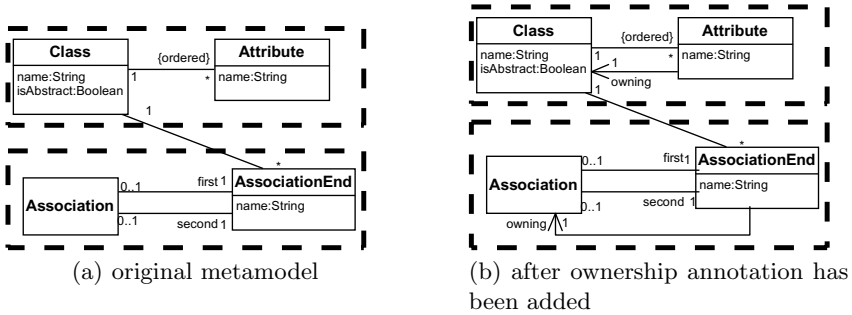 Class
Attribute
name:String
isAbstract:Boolean
name:String
{ordered}
1
*
1
*
Association
AssociationEnd
name:String
0..1
first 1
0..1
second 1
(a) original metamodel
Class
Attribute
name:String
isAbstract:Boolean
name:String
{ordered}
1
*
1
owning
1
*
Association
AssociationEnd
name:String
0..1
first 1
0..1
second 1
owning
1
(b) after ownership annotation has
been added